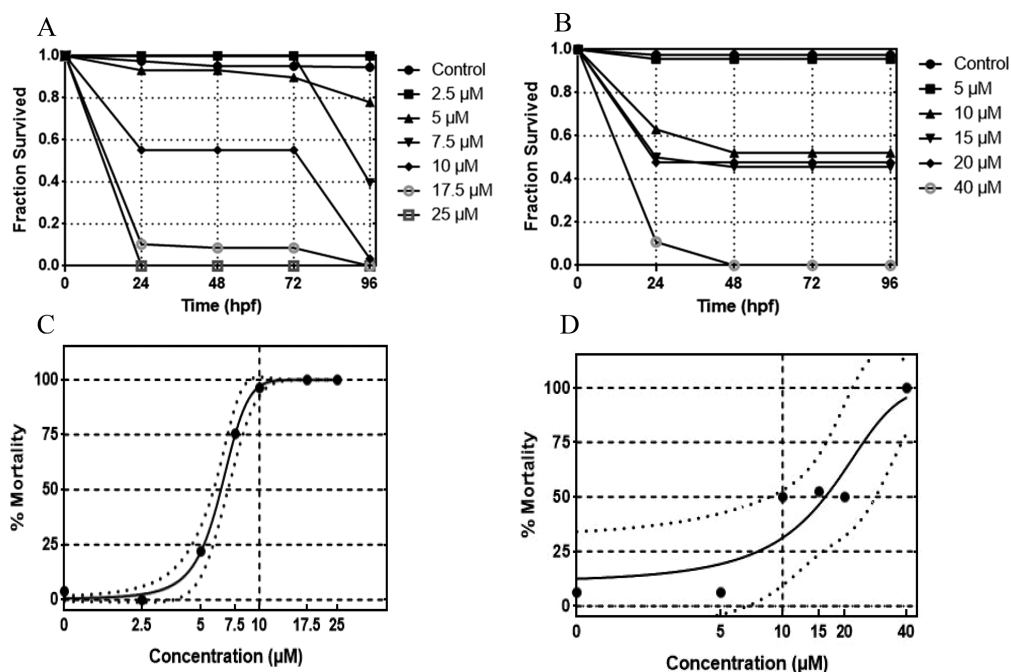 A
Fraction Survived
1.0
0.8
0.6
0.4
0.2
0.0
0 24 48 72 96
Time (hpf)
Control
2.5 µM
5 µM
7.5 µM
10 µM
17.5 µM
25 µM
B
Fraction Survived
1.0
0.8
0.6
0.4
0.2
0.0
0 24 48 72 96
Time (hpf)
Control
5 µM
10 µM
15 µM
20 µM
40 µM
C
% Mortality
100
75
50
25
0
0 2.5 5 7.5 10 17.5 25
Concentration (µM)
D
% Mortality
100
75
50
25
0
0 5 10 15 20 40
Concentration (µM)